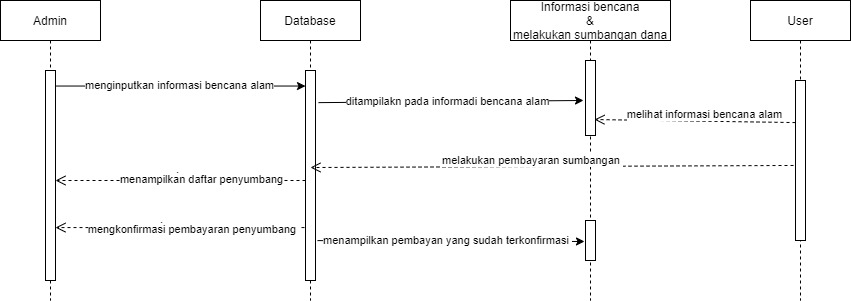 Admin
Database
Informasi bencana
&
melakukan sumbangan dana
User
menginputkan informasi bencana alam
ditampilakn pada informadi bencana alam
melihat informasi bencana alam
melakukan pembayaran sumbangan
menampilkan daftar penyumbang
mengkonfirmasi pembayaran penyumbang
menampilkan pembayan yang sudah terkonfirmasi